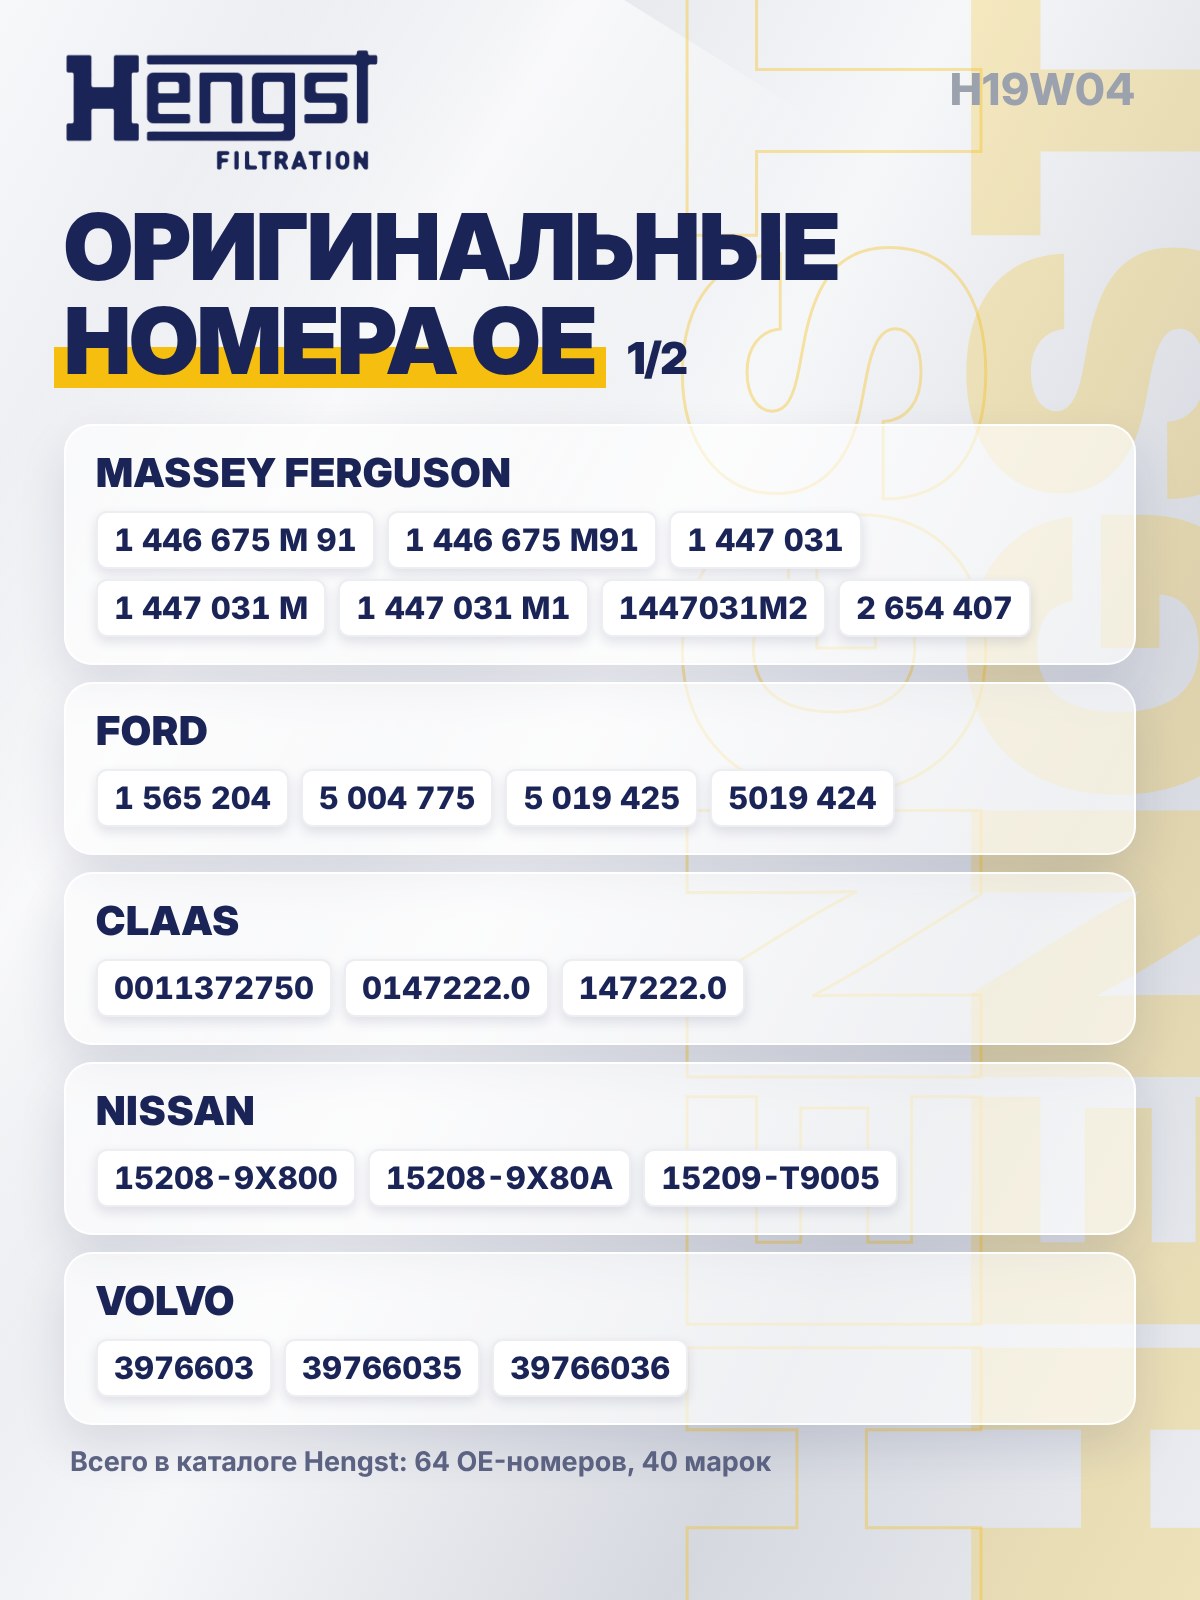 Hengst
FILTRATION
H19W04
ОРИГИНАЛЬНЫЕ
НОМЕРА ОЕ 1/2
MASSEY FERGUSON
1 446 675 M 91 1 446 675 M91 1 447 031
1 447 031 M 1 447 031 M1 1447031M2 2 654 407
FORD
1 565 204 5 004 775 5 019 425 5019 424
CLAAS
0011372750 0147222.0 147222.0
NISSAN
15208-9X800 15208-9X80A 15209-T9005
VOLVO
3976603 39766035 39766036
Всего в каталоге Hengst: 64 OE-номеров, 40 марок
HENGST
HENGST